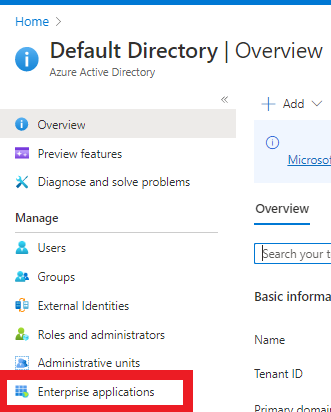 Home >
Default Directory | Overview
Azure Active Directory
«
Overview
Preview features
Diagnose and solve problems
Manage
Users
Groups
External Identities
Roles and administrators
Administrative units
Enterprise applications
+ Add
Microsof
Overview
Search your t
Basic informa
Name
Tenant ID
Primary domain